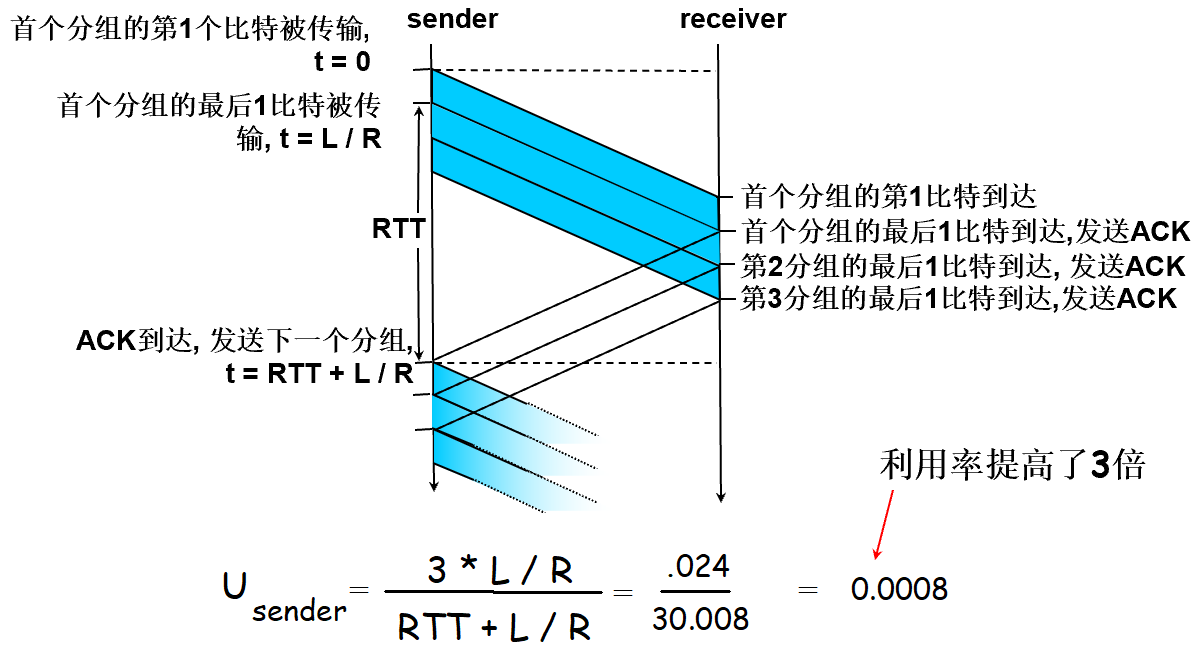 sender
receiver
首个分组的第1个比特被传输,
t = 0
首个分组的最后1比特被传
输, t = L / R
RTT
首个分组的第1比特到达
首个分组的最后1比特到达,发送ACK
第2分组的最后1比特到达, 发送ACK
第3分组的最后1比特到达,发送ACK
ACK到达, 发送下一个分组,
t = RTT + L / R
利用率提高了3倍
U sender = 3 * L / R / RTT + L / R = .024 / 30.008 = 0.0008